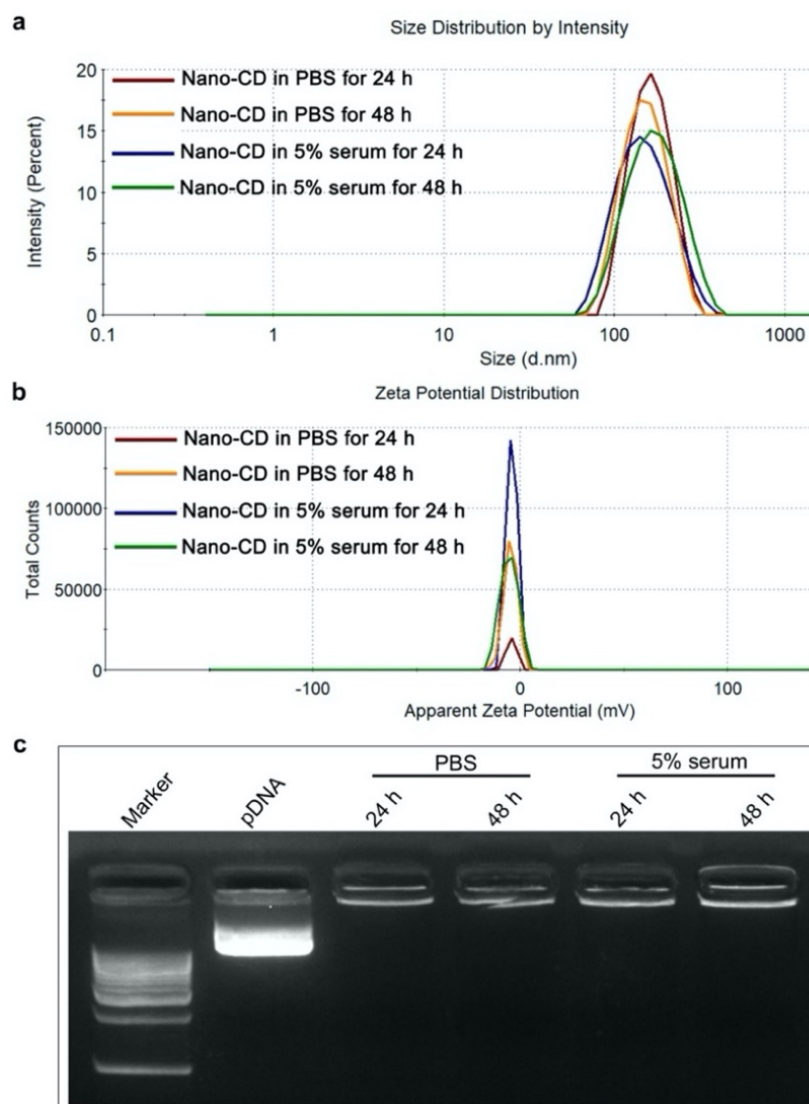 a
Size Distribution by Intensity
20
15
10
5
0
Intensity (Percent)
Nano-CD in PBS for 24 h
Nano-CD in PBS for 48 h
Nano-CD in 5% serum for 24 h
Nano-CD in 5% serum for 48 h
0.1 1 10 100 1000
Size (d.nm)
b
Zeta Potential Distribution
150000
100000
50000
0
Total Counts
Nano-CD in PBS for 24 h
Nano-CD in PBS for 48 h
Nano-CD in 5% serum for 24 h
Nano-CD in 5% serum for 48 h
-100 0 100
Apparent Zeta Potential (mV)
c
PBS 5% serum
Marker pDNA 24 h 48 h 24 h 48 h